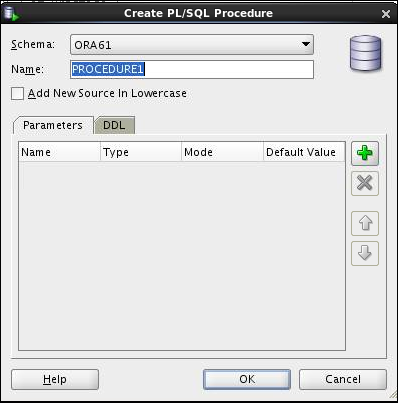 Create PL/SQL Procedure
Schema: ORA61
Name: PROCEDURE1
Add New Source In Lowercase
Parameters DDL
Name Type Mode Default Value
Help OK Cancel